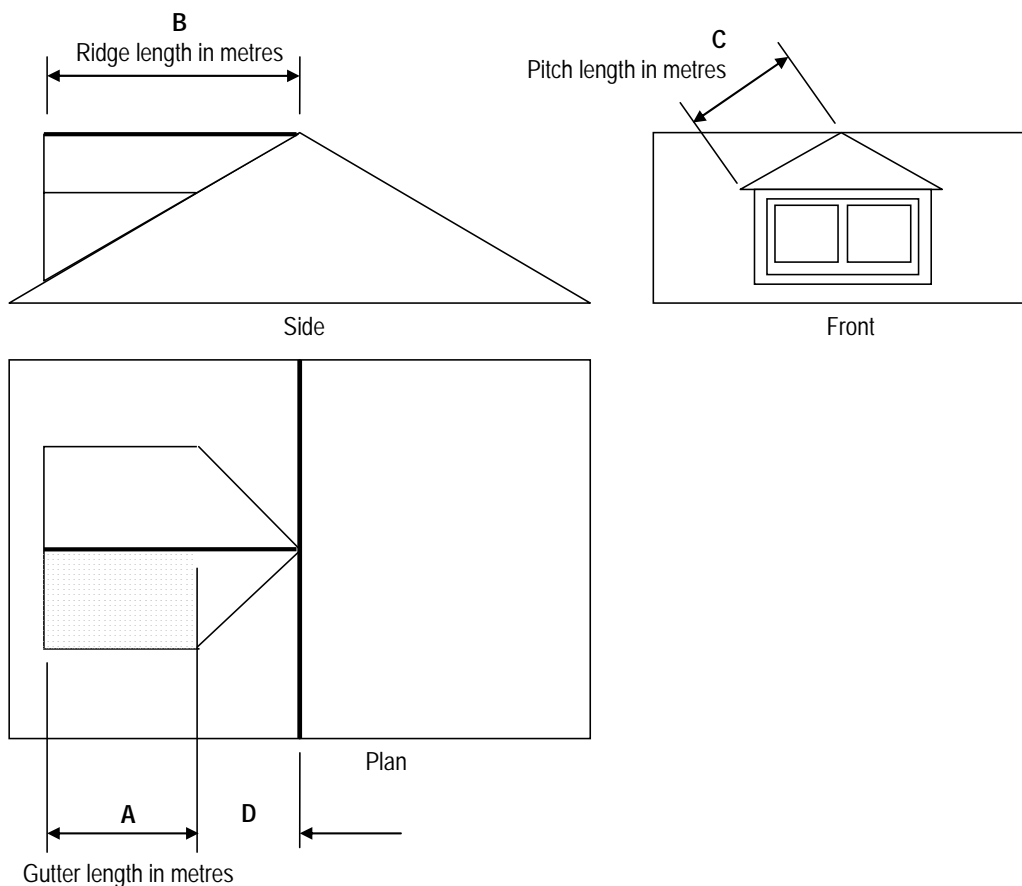 B
Ridge length in metres
C
Pitch length in metres
Side
Front
Plan
A
D
Gutter length in metres